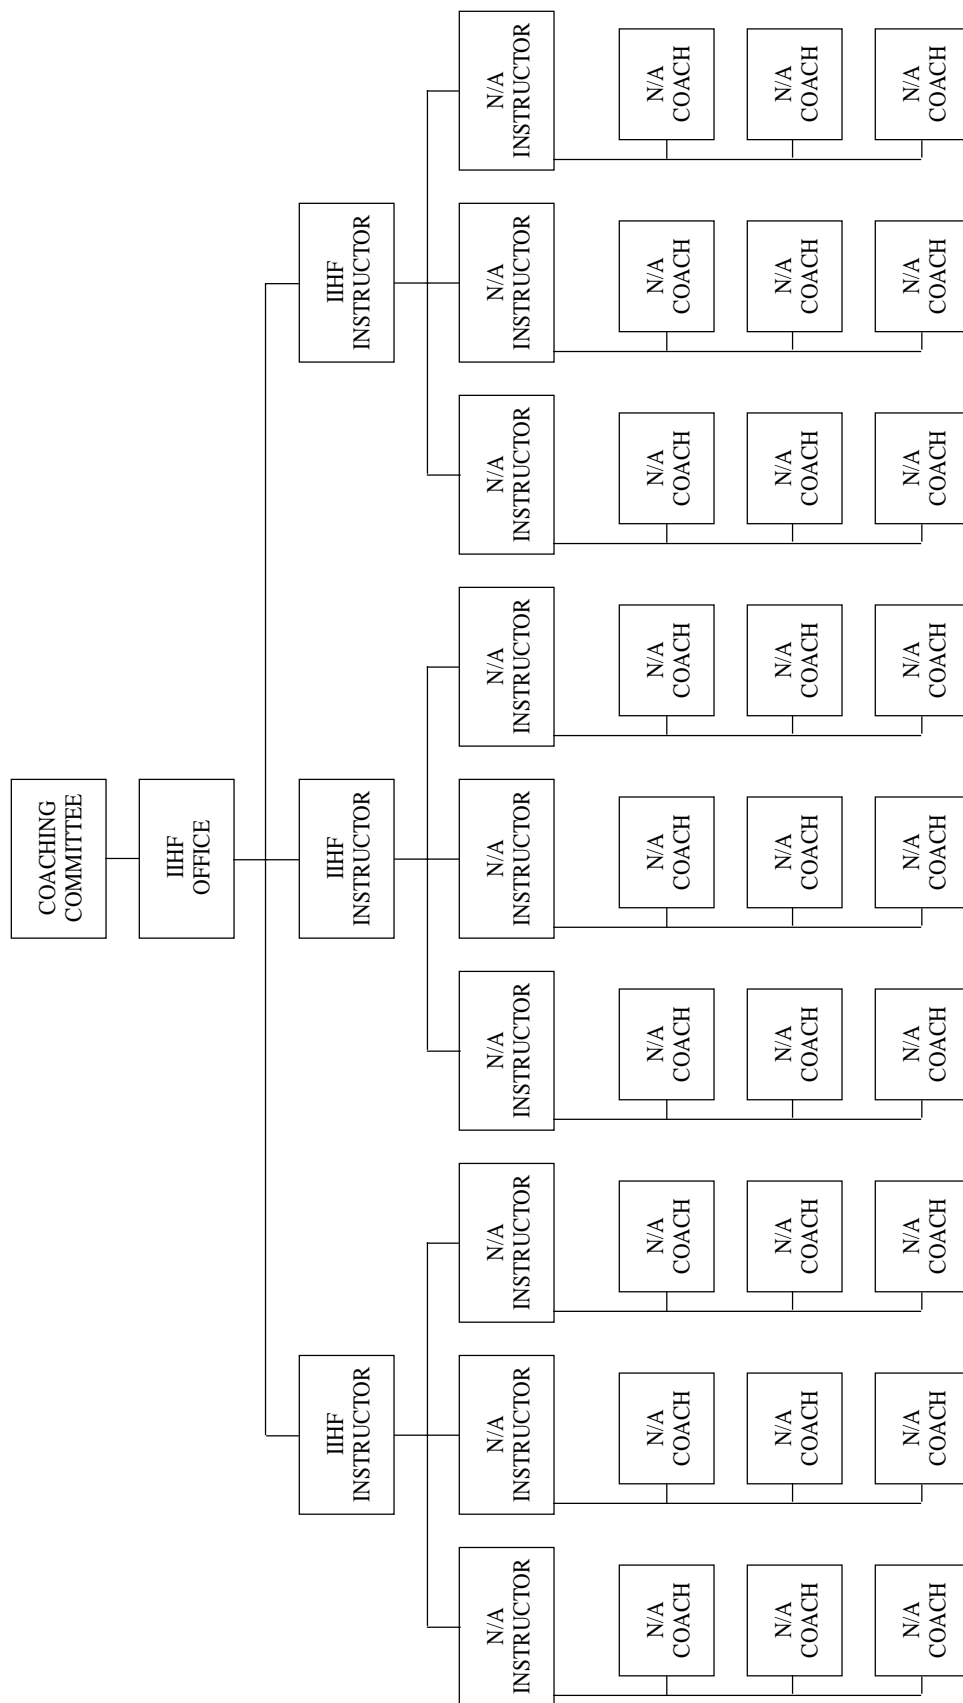 COACHING
COMMITTEE
IIHF
OFFICE
IIHF
INSTRUCTOR
IIHF
INSTRUCTOR
IIHF
INSTRUCTOR
N/A
INSTRUCTOR
N/A
INSTRUCTOR
N/A
INSTRUCTOR
N/A
INSTRUCTOR
N/A
INSTRUCTOR
N/A
INSTRUCTOR
N/A
INSTRUCTOR
N/A
INSTRUCTOR
N/A
INSTRUCTOR
N/A
COACH
N/A
COACH
N/A
COACH
N/A
COACH
N/A
COACH
N/A
COACH
N/A
COACH
N/A
COACH
N/A
COACH
N/A
COACH
N/A
COACH
N/A
COACH
N/A
COACH
N/A
COACH
N/A
COACH
N/A
COACH
N/A
COACH
N/A
COACH
N/A
COACH
N/A
COACH
N/A
COACH
N/A
COACH
N/A
COACH
N/A
COACH
N/A
COACH
N/A
COACH
N/A
COACH